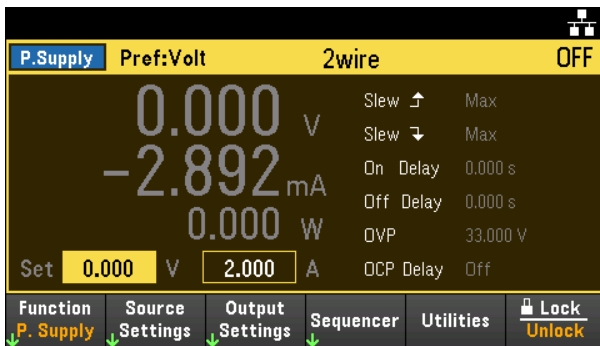 P.Supply Pref:Volt 2wire OFF
0.000 V
-2.892 mA
0.000 W
Set 0.000 V 2.000 A
Slew Max
Slew Max
On Delay 0.000 s
Off Delay 0.000 s
OVP 33.000 V
OCP Delay Off
Function P. Supply
Source Settings
Output Settings
Sequencer
Utilities
Lock Unlock